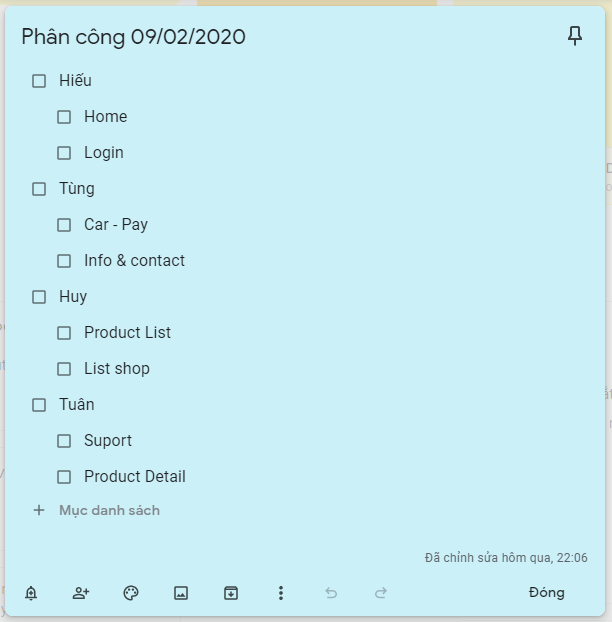 Phân công 09/02/2020
Hiếu
Home
Login
Tùng
Car - Pay
Info & contact
Huy
Product List
List shop
Tuân
Suport
Product Detail
Mục danh sách
Đã chỉnh sửa hôm qua, 22:06
Đóng